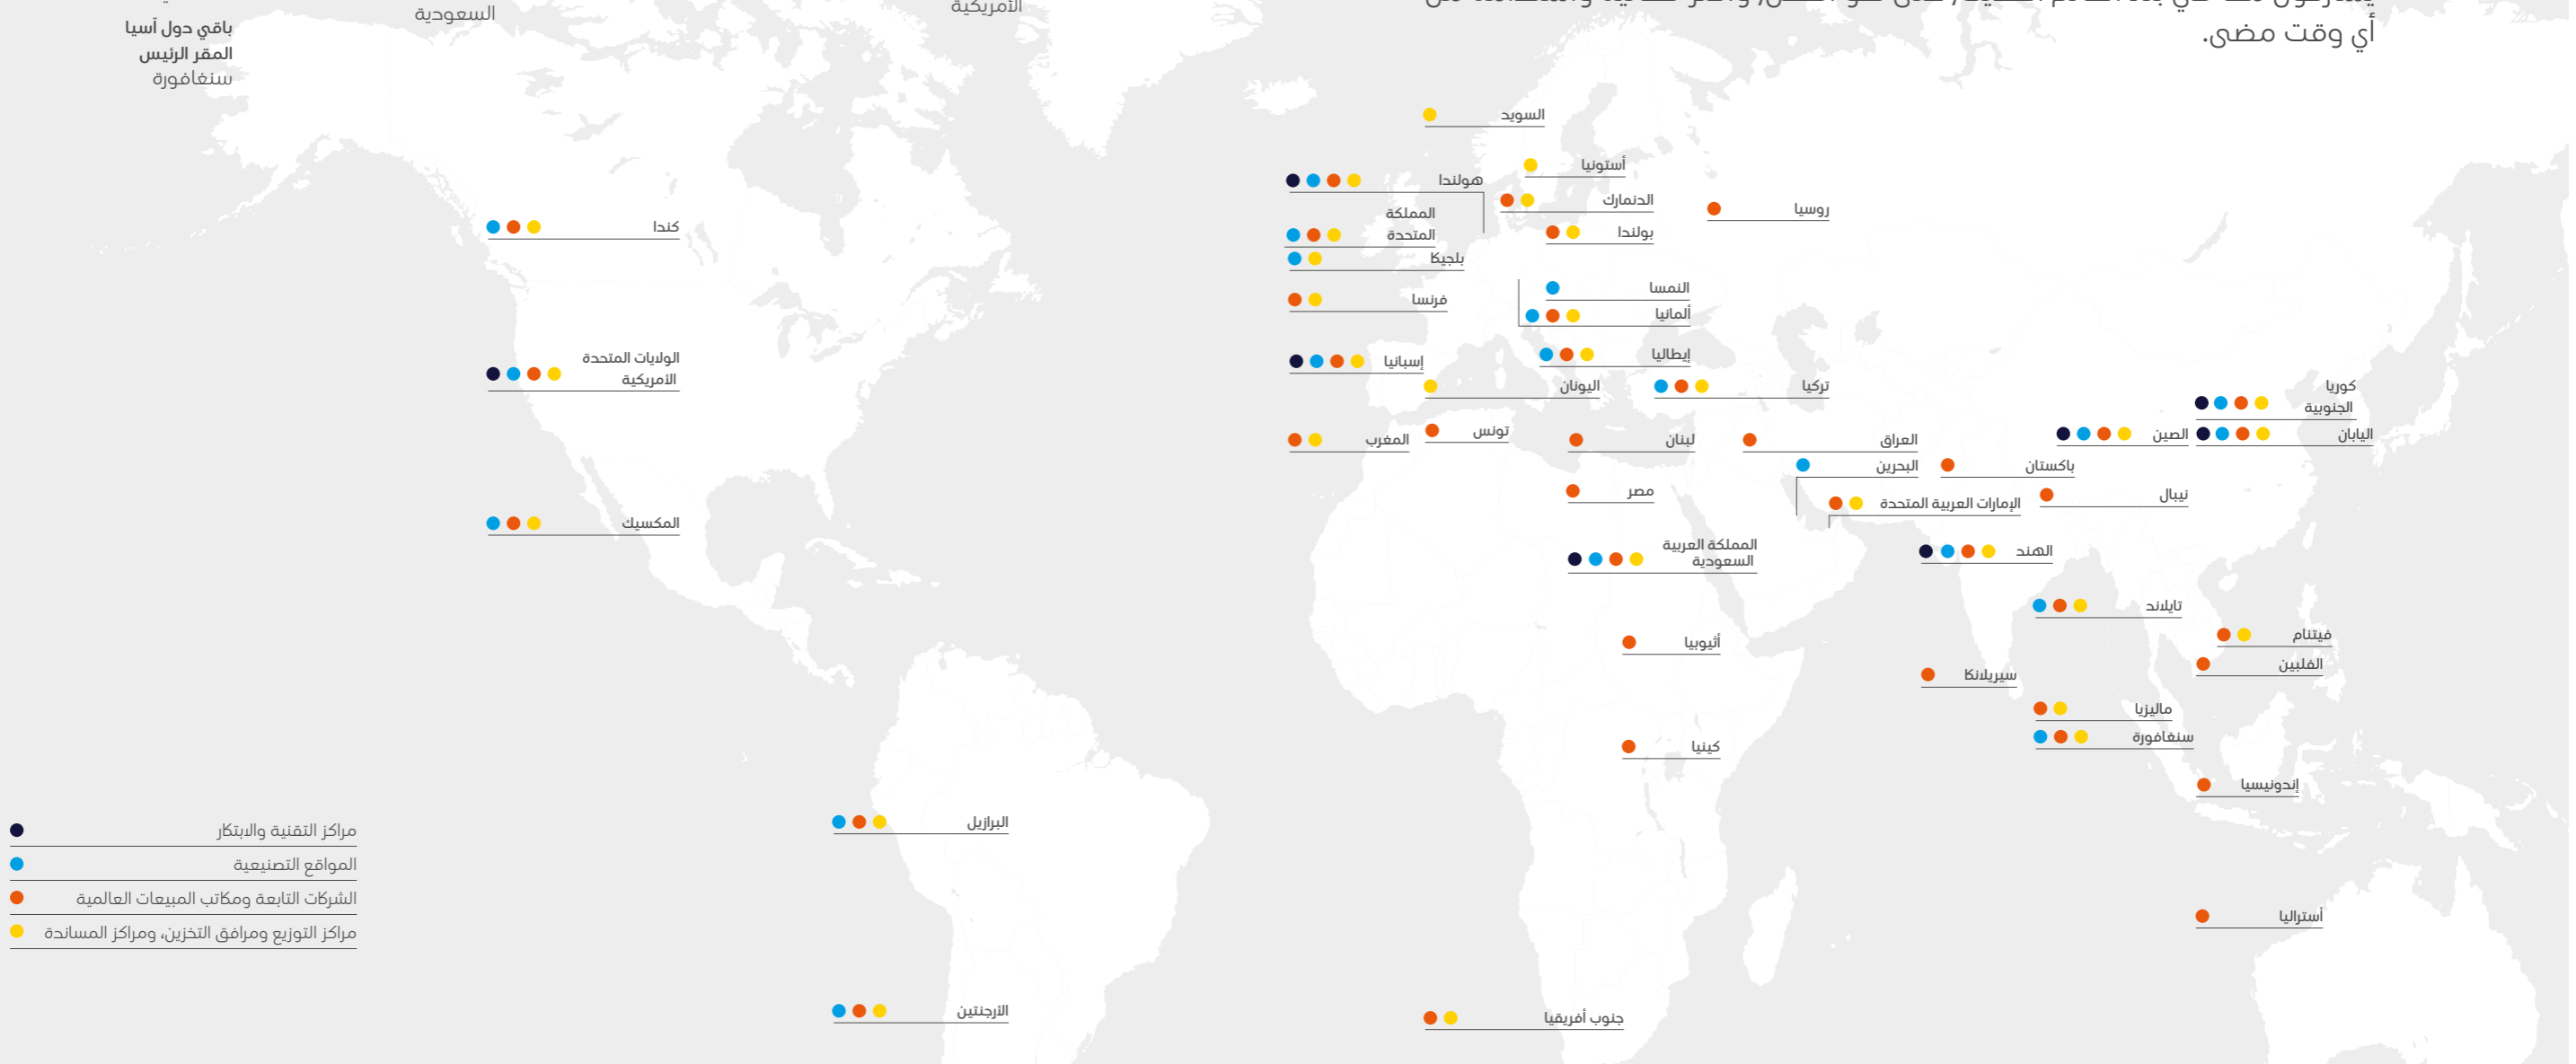 أي وقت مضى.
الأمريكية
السعودية
باقي دول آسيا
المقر الرئيس
سنغافورة
السويد
أستونيا
هولندا
الدنمارك
روسيا
المملكة
المتحدة
بولندا
بلجيكا
كندا
النمسا
فرنسا
ألمانيا
إيطاليا
إسبانيا
الولايات المتحدة
الأمريكية
اليونان
تركيا
كوريا
الجنوبية
المغرب
تونس
لبنان
العراق
الصين
اليابان
البحرين
باكستان
مصر
الإمارات العربية المتحدة
نيبال
المكسيك
المملكة العربية
السعودية
الهند
تايلاند
أثيوبيا
فيتنام
الفلبين
سيريلانكا
ماليزيا
سنغافورة
كينيا
إندونيسيا
البرازيل
أستراليا
الأرجنتين
جنوب أفريقيا
مراكز التقنية والابتكار
المواقع التصنيعية
الشركات التابعة ومكاتب المبيعات العالمية
مراكز التوزيع ومرافق التخزين، ومراكز المساندة